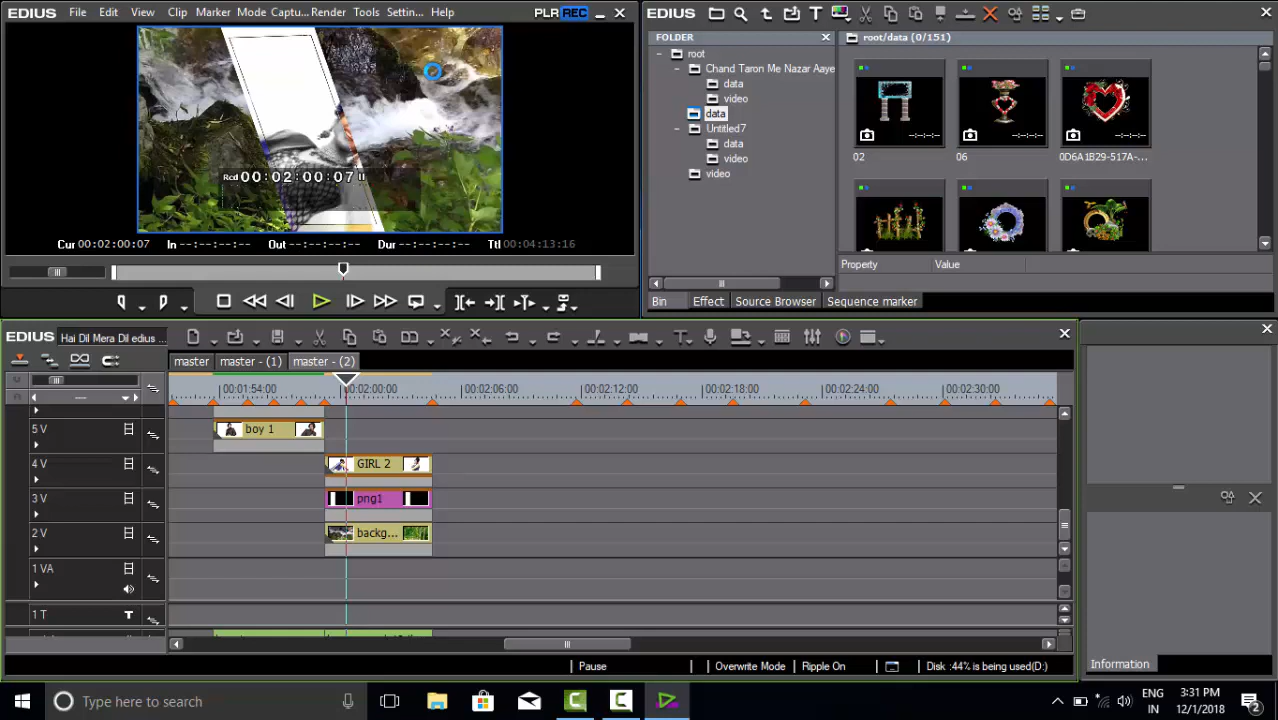 File Edit View Clip Marker Mode Captu... Render Tools Settin... Help PLR REC
Rcd 00:02:00:07
Cur 00:02:00:07 In --:--:--:-- Out --:--:--:-- Dur --:--:--:-- Ttl 00:04:13:16
EDIUS
FOLDER
root
Chand Taron Me Nazar Aaye
data
video
data
Untitled7
data
video
video
root/data (0/151)
02 06 0D6A1B29-517A-...
Property Value
Bin Effect Source Browser Sequence marker
EDIUS Hai Dil Mera Dil edius ...
master master - (1) master - (2)
00:01:54:00 00:02:00:00 00:02:06:00 00:02:12:00 00:02:18:00 00:02:24:00 00:02:30:00
5 V boy 1
4 V GIRL 2
3 V png1
2 V backg...
1 VA
1 T T
Pause Overwrite Mode Ripple On Disk :44% is being used(D:)
Information
Type here to search
ENG
IN
3:31 PM
12/1/2018
2